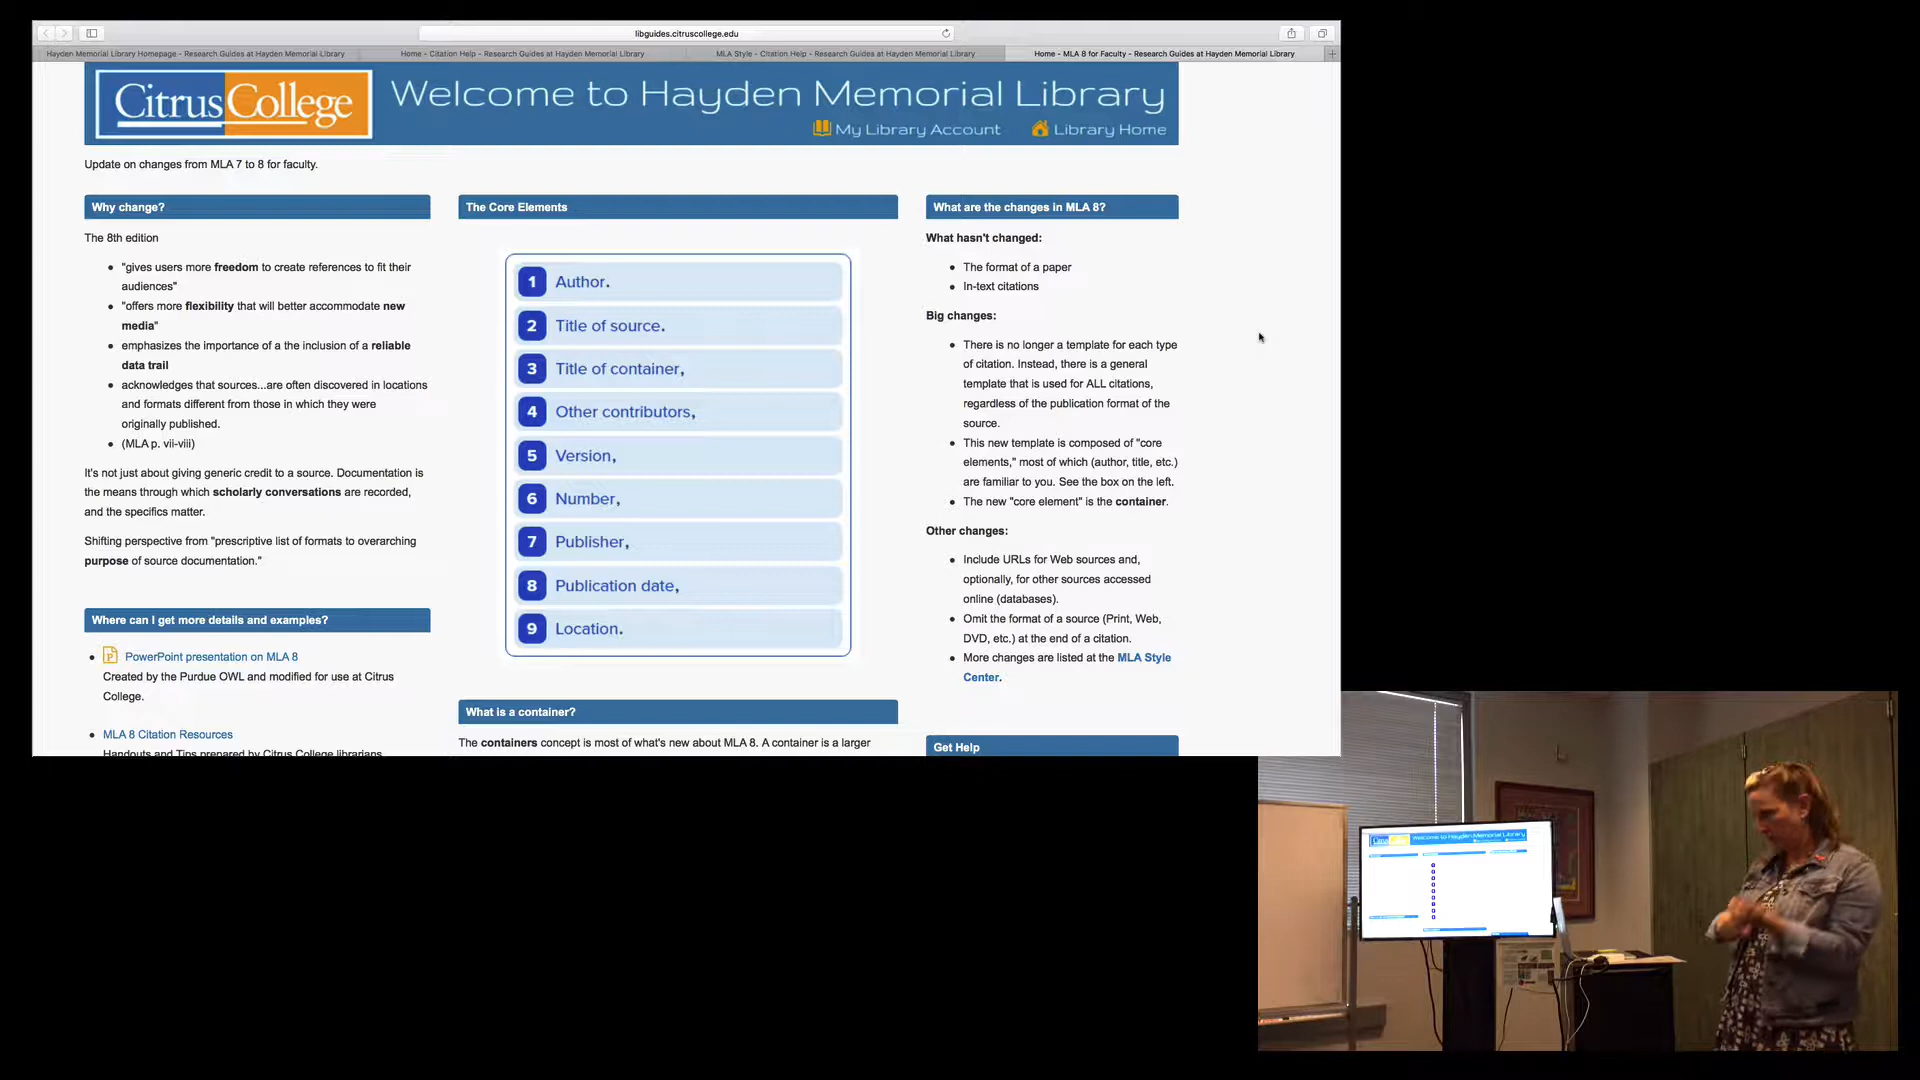 libguides.citruscollege.edu
Hayden Memorial Library Homepage - Research Guides at Hayden Memorial Library
Home - Citation Help - Research Guides at Hayden Memorial Library
MLA Style - Citation Help - Research Guides at Hayden Memorial Library
Home - MLA 8 for Faculty - Research Guides at Hayden Memorial Library
CitrusCollege
Welcome to Hayden Memorial Library
My Library Account
Library Home
Update on changes from MLA 7 to 8 for faculty.
Why change?
The 8th edition
"gives users more freedom to create references to fit their
audiences"
"offers more flexibility that will better accommodate new
media"
emphasizes the importance of a the inclusion of a reliable
data trail
acknowledges that sources...are often discovered in locations
and formats different from those in which they were
originally published.
(MLA p. vii-viii)
It's not just about giving generic credit to a source. Documentation is
the means through which scholarly conversations are recorded,
and the specifics matter.
Shifting perspective from "prescriptive list of formats to overarching
purpose of source documentation."
Where can I get more details and examples?
PowerPoint presentation on MLA 8
Created by the Purdue OWL and modified for use at Citrus
College.
MLA 8 Citation Resources
Handouts and Tips prepared by Citrus College librarians
The Core Elements
1 Author.
2 Title of source.
3 Title of container,
4 Other contributors,
5 Version,
6 Number,
7 Publisher,
8 Publication date,
9 Location.
What is a container?
The containers concept is most of what's new about MLA 8. A container is a larger
What are the changes in MLA 8?
What hasn't changed:
The format of a paper
In-text citations
Big changes:
There is no longer a template for each type
of citation. Instead, there is a general
template that is used for ALL citations,
regardless of the publication format of the
source.
This new template is composed of "core
elements," most of which (author, title, etc.)
are familiar to you. See the box on the left.
The new "core element" is the container.
Other changes:
Include URLs for Web sources and,
optionally, for other sources accessed
online (databases).
Omit the format of a source (Print, Web,
DVD, etc.) at the end of a citation.
More changes are listed at the MLA Style
Center.
Get Help
Welcome to Hayden Memorial Library